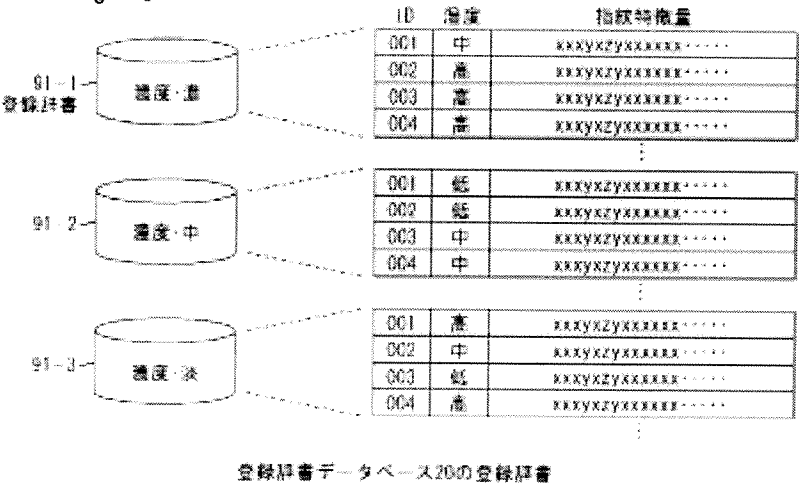 ID 湿度 指紋特徴量
91-1
登録辞書
濃度・濃
001 中 xxxyxzyxxxxxx・・・・・
002 高 xxxyxzyxxxxxx・・・・・
003 高 xxxyxzyxxxxxx・・・・・
004 高 xxxyxzyxxxxxx・・・・・
91-2
濃度・中
001 低 xxxyxzyxxxxxx・・・・・
002 低 xxxyxzyxxxxxx・・・・・
003 中 xxxyxzyxxxxxx・・・・・
004 中 xxxyxzyxxxxxx・・・・・
91-3
濃度・淡
001 高 xxxyxzyxxxxxx・・・・・
002 中 xxxyxzyxxxxxx・・・・・
003 低 xxxyxzyxxxxxx・・・・・
004 高 xxxyxzyxxxxxx・・・・・
登録辞書データベース20の登録辞書